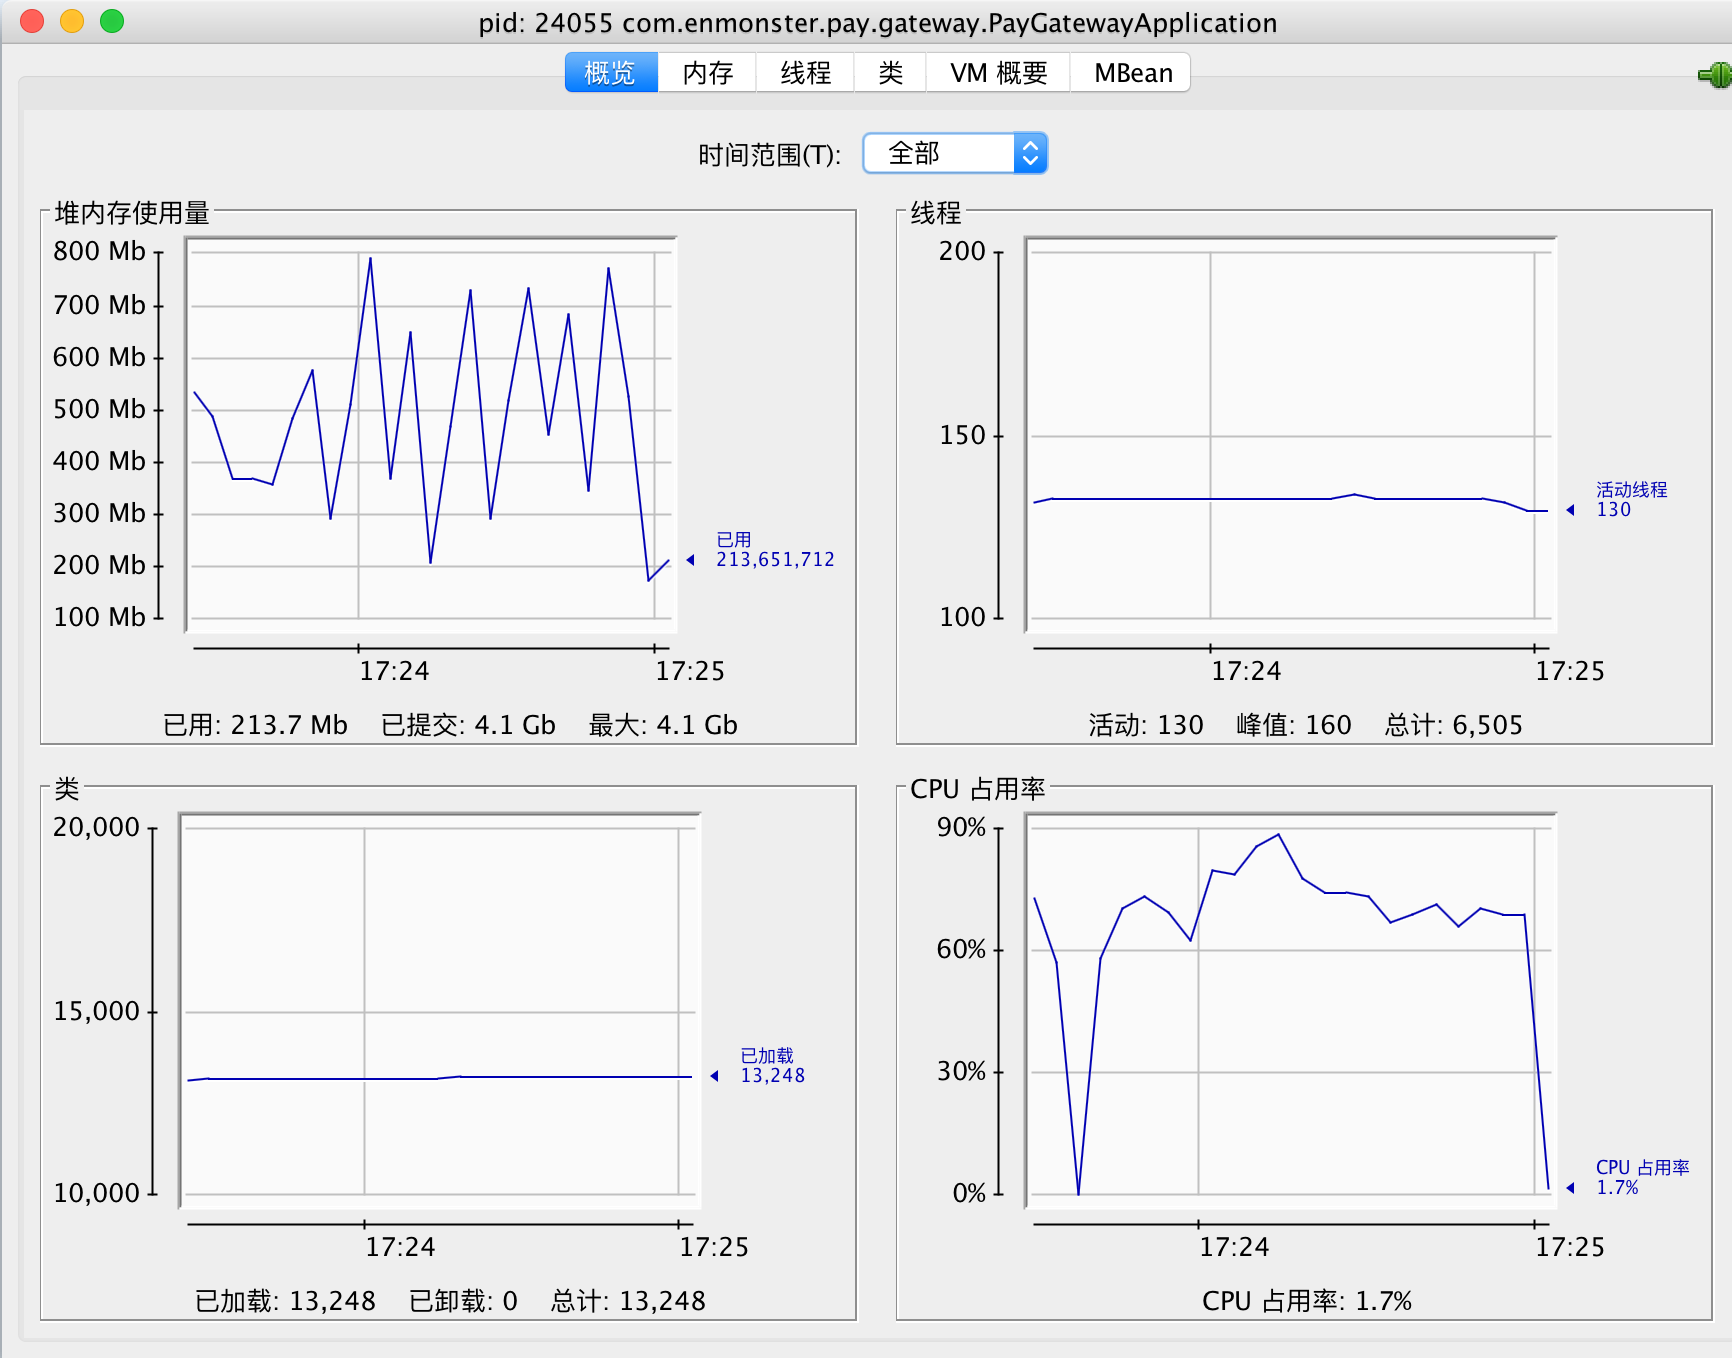 pid: 24055 com.enmonster.pay.gateway.PayGatewayApplication
概览 内存 线程 类 VM 概要 MBean
时间范围(T): 全部
堆内存使用量
800 Mb
700 Mb
600 Mb
500 Mb
400 Mb
300 Mb
200 Mb
100 Mb
已用
213,651,712
17:24 17:25
已用: 213.7 Mb 已提交: 4.1 Gb 最大: 4.1 Gb
线程
200
150
100
活动线程
130
17:24 17:25
活动: 130 峰值: 160 总计: 6,505
类
20,000
15,000
10,000
已加载
13,248
17:24 17:25
已加载: 13,248 已卸载: 0 总计: 13,248
CPU 占用率
90%
60%
30%
0%
CPU 占用率
1.7%
17:24 17:25
CPU 占用率: 1.7%